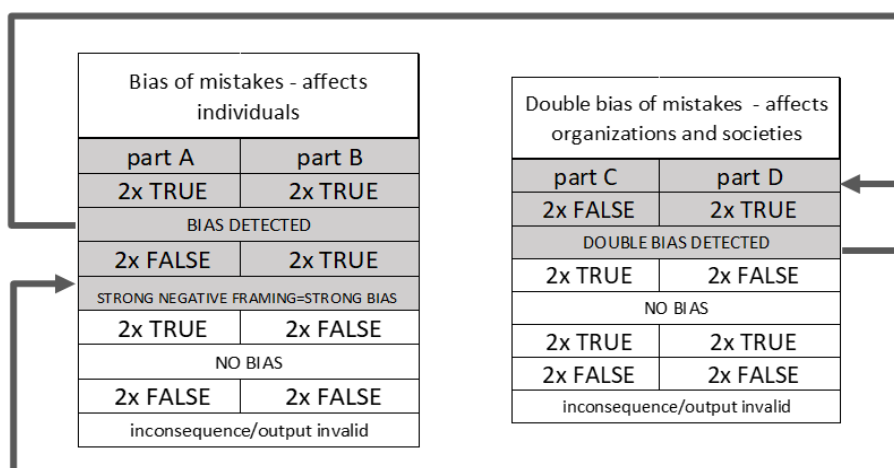 Bias of mistakes - affects
individuals
part A part B
2x TRUE 2x TRUE
BIAS DETECTED
2x FALSE 2x TRUE
STRONG NEGATIVE FRAMING=STRONG BIAS
2x TRUE 2x FALSE
NO BIAS
2x FALSE 2x FALSE
inconsequence/output invalid
Double bias of mistakes - affects
organizations and societies
part C part D
2x FALSE 2x TRUE
DOUBLE BIAS DETECTED
2x TRUE 2x FALSE
NO BIAS
2x TRUE 2x TRUE
2x FALSE 2x FALSE
inconsequence/output invalid